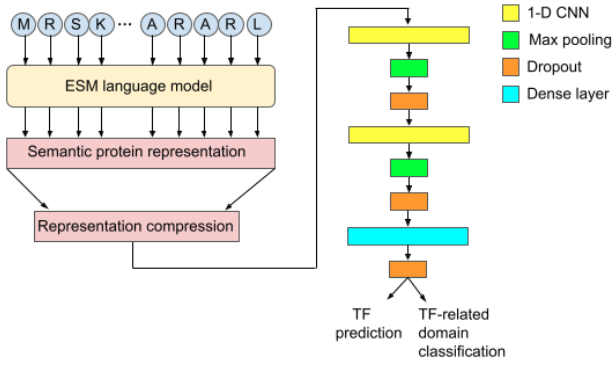 M R S K ... A R A R L
ESM language model
Semantic protein representation
Representation compression
1-D CNN
Max pooling
Dropout
Dense layer
TF
prediction
TF-related
domain
classification